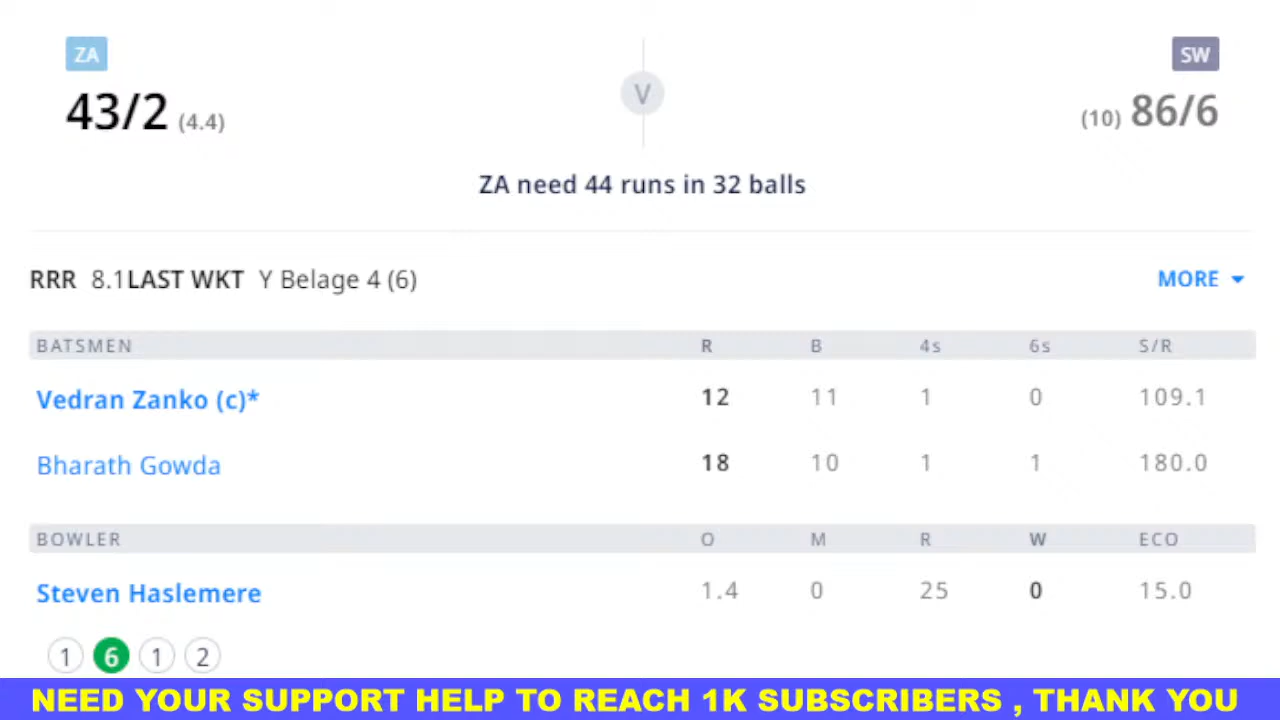 ZA V SW
43/2 (4.4) (10) 86/6
ZA need 44 runs in 32 balls
RRR 8.1LAST WKT Y Belage 4 (6) MORE
BATSMEN R B 4s 6s S/R
Vedran Zanko (c)* 12 11 1 0 109.1
Bharath Gowda 18 10 1 1 180.0
BOWLER O M R W ECO
Steven Haslemere 1.4 0 25 0 15.0
1 6 1 2
NEED YOUR SUPPORT HELP TO REACH 1K SUBSCRIBERS , THANK YOU